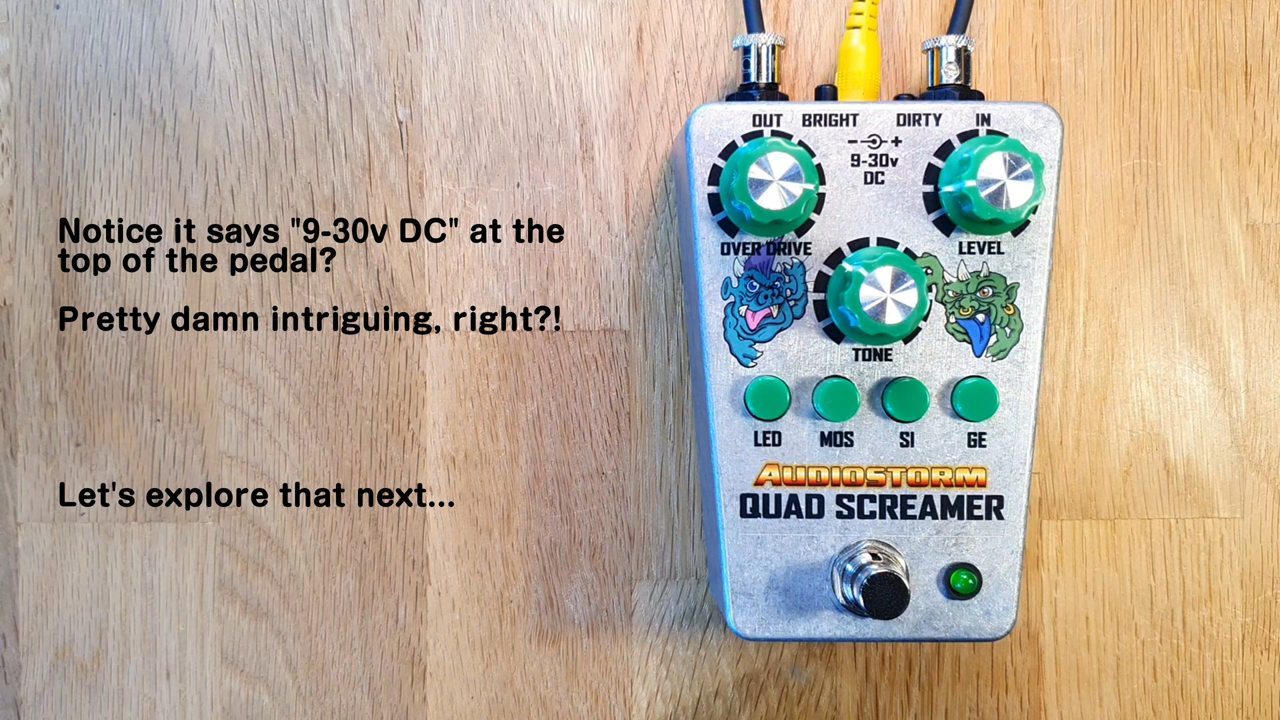 Notice it says "9-30v DC" at the
top of the pedal?
Pretty damn intriguing, right?!
Let's explore that next...
OUT BRIGHT DIRTY IN
- +
9-30v
DC
OVER DRIVE
LEVEL
TONE
LED MOS SI GE
AUDIOSTORM
QUAD SCREAMER